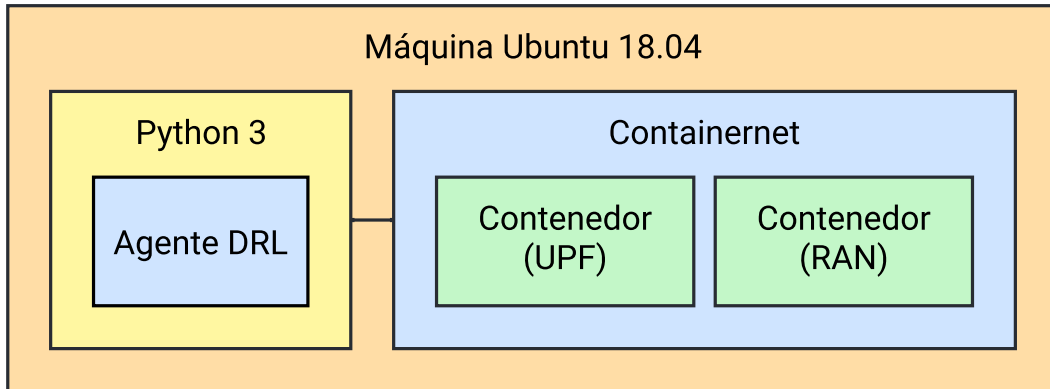 Máquina Ubuntu 18.04
Python 3
Agente DRL
Containernet
Contenedor
(UPF)
Contenedor
(RAN)